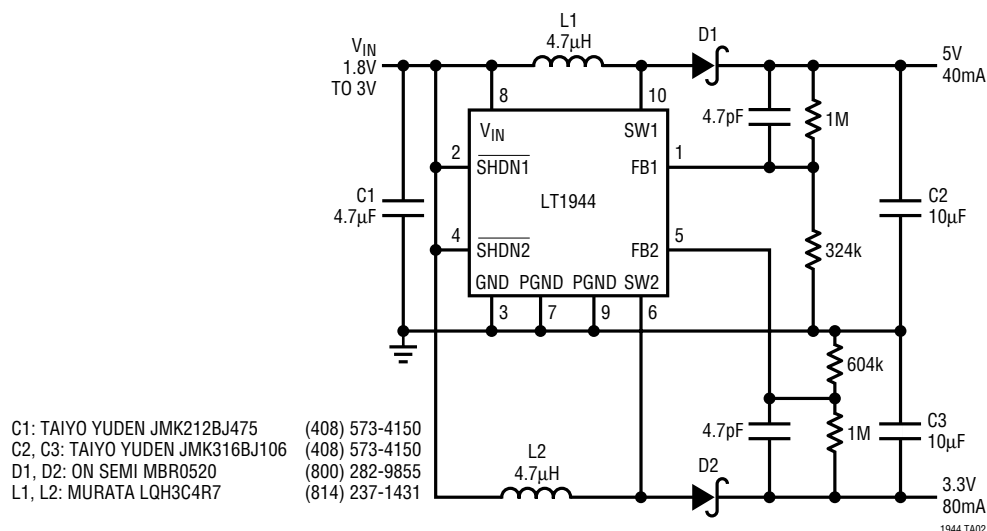 L1
4.7µH
D1
VIN
1.8V
TO 3V
5V
40mA
8
10
4.7pF
1M
VIN
SW1
2
1
SHDN1
FB1
C1
4.7µF
LT1944
C2
10µF
4
5
SHDN2
FB2
324k
GND PGND PGND SW2
3
7
9
6
604k
C1: TAIYO YUDEN JMK212BJ475 (408) 573-4150
C2, C3: TAIYO YUDEN JMK316BJ106 (408) 573-4150
D1, D2: ON SEMI MBR0520 (800) 282-9855
L1, L2: MURATA LQH3C4R7 (814) 237-1431
4.7pF
1M
C3
10µF
L2
4.7µH
D2
3.3V
80mA
1944 TA02